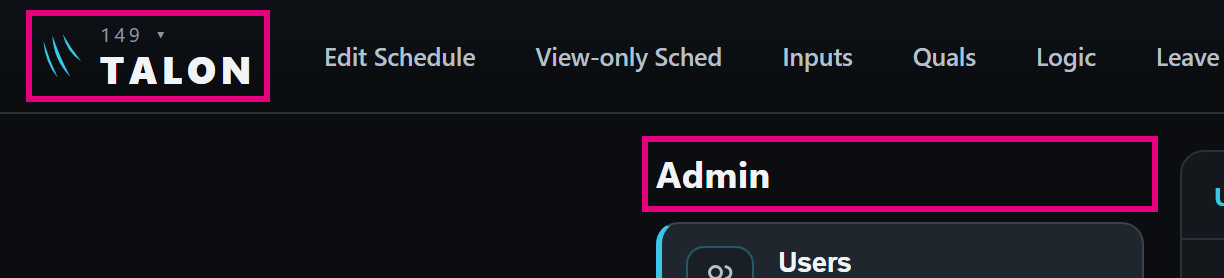 149 ▾
TALON
Edit Schedule View-only Sched Inputs Quals Logic Leave
Admin
Users